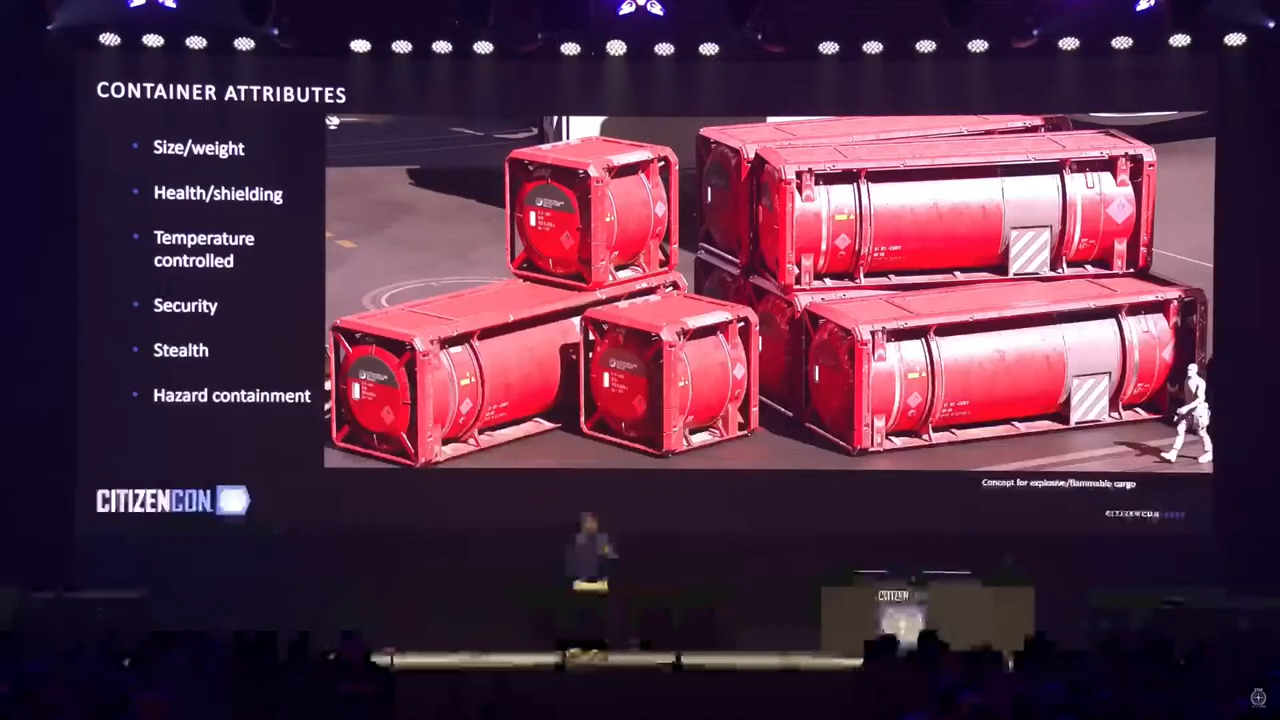 CONTAINER ATTRIBUTES
• Size/weight
• Health/shielding
• Temperature
controlled
• Security
• Stealth
• Hazard containment
CITIZENCON
Concept for explosive/flammable cargo
CITIZENCON
CITIZEN